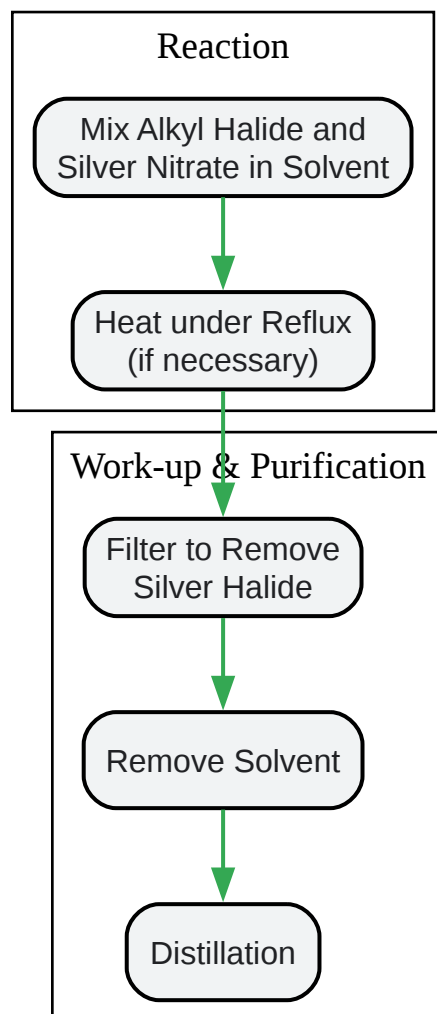 Reaction
Mix Alkyl Halide and
Silver Nitrate in Solvent
Heat under Reflux
(if necessary)
Work-up & Purification
Filter to Remove
Silver Halide
Remove Solvent
Distillation